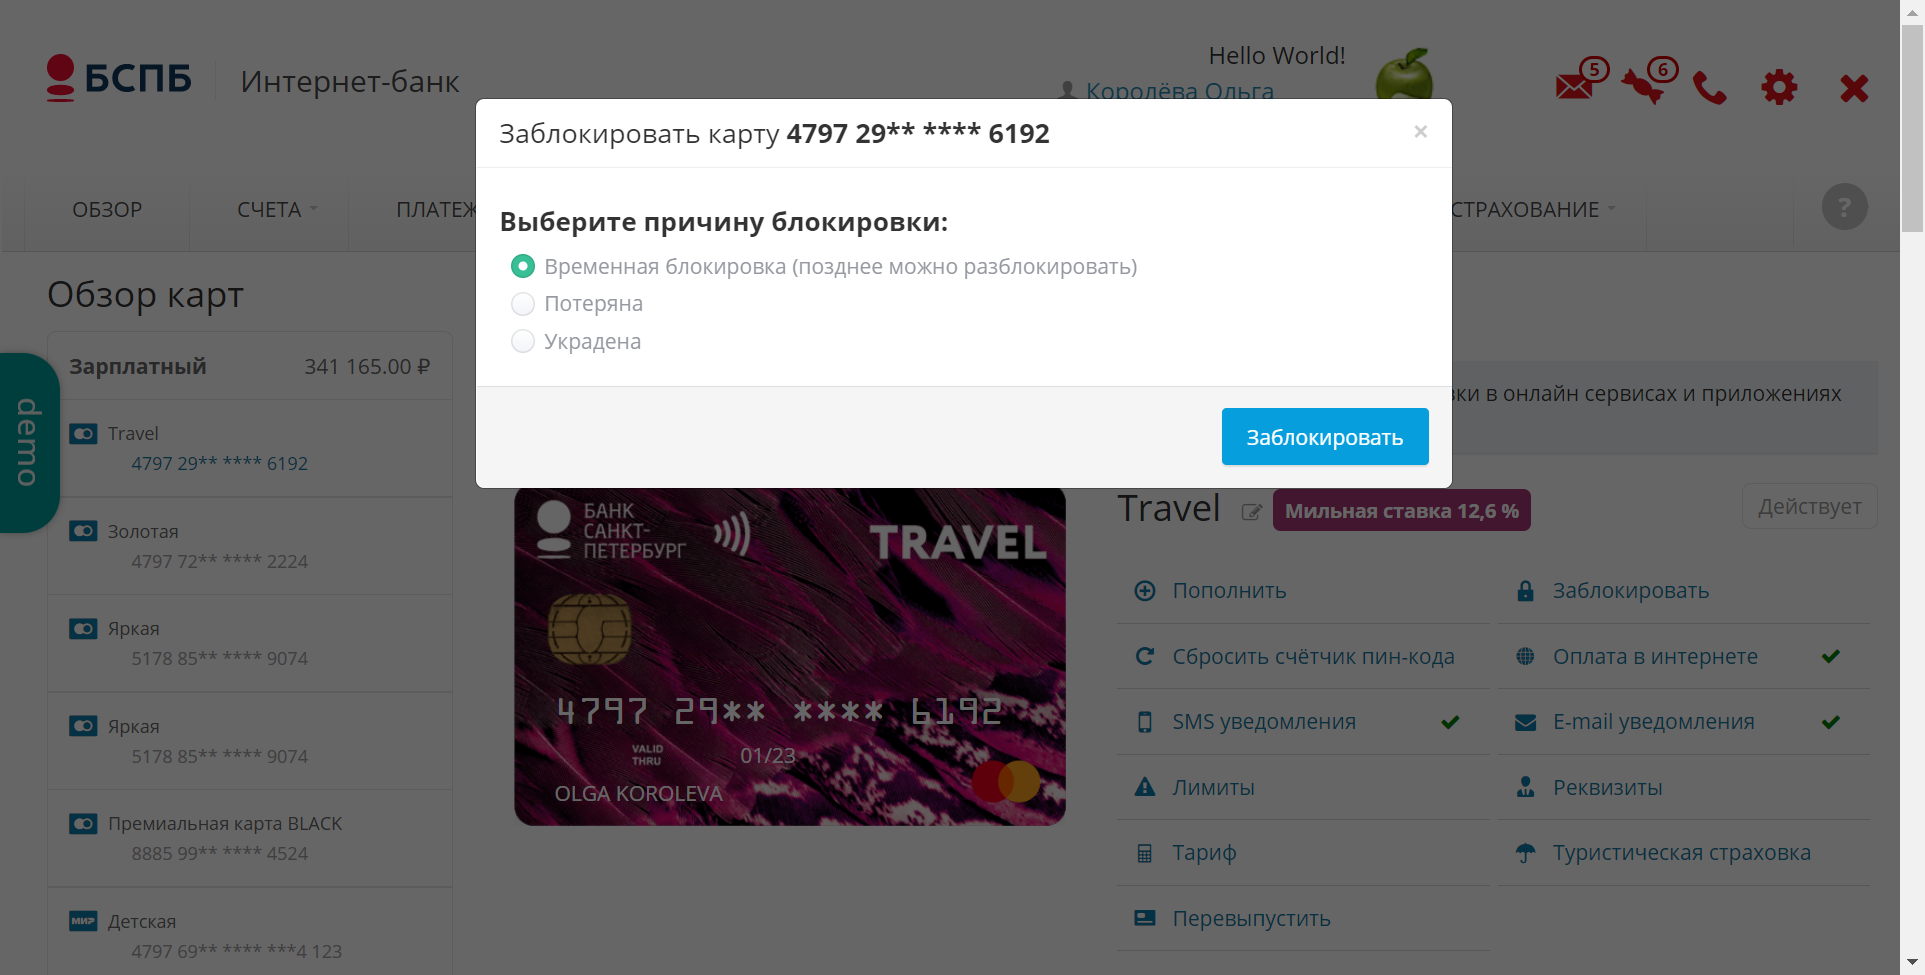 БСПБ
Интернет-банк
Hello World!
Королёва Ольга
5
6
ОБЗОР
СЧЕТА
ПЛАТЕЖ
СТРАХОВАНИЕ
?
Заблокировать карту 4797 29** **** 6192
×
Выберите причину блокировки:
Временная блокировка (позднее можно разблокировать)
Потеряна
Украдена
Заблокировать
Обзор карт
demo
Зарплатный 341 165.00 ₽
Travel
4797 29** **** 6192
Золотая
4797 72** **** 2224
Яркая
5178 85** **** 9074
Яркая
5178 85** **** 9074
Премиальная карта BLACK
8885 99** **** 4524
МИР Детская
4797 69** **** ***4 123
вки в онлайн сервисах и приложениях
БАНК
САНКТ-
ПЕТЕРБУРГ
TRAVEL
4797 29** **** 6192
VALID
THRU
01/23
OLGA KOROLEVA
Travel
Мильная ставка 12,6 %
Действует
Пополнить
Заблокировать
Сбросить счётчик пин-кода
Оплата в интернете
SMS уведомления
E-mail уведомления
Лимиты
Реквизиты
Тариф
Туристическая страховка
Перевыпустить